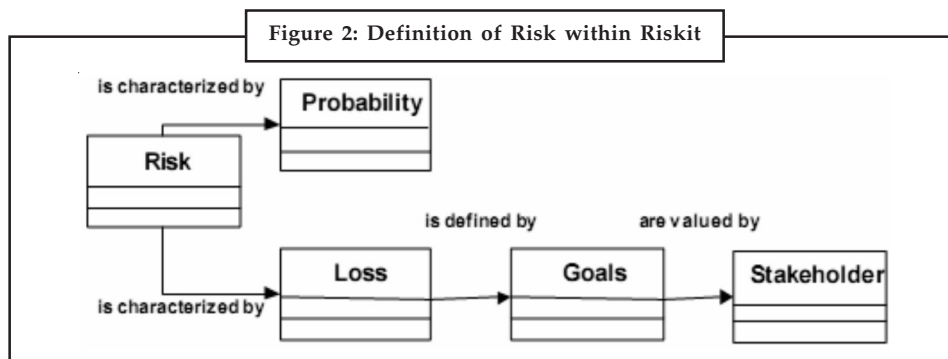 Figure 2: Definition of Risk within Riskit
is characterized by
Probability
Risk
is defined by
are valued by
Loss
Goals
Stakeholder
is characterized by